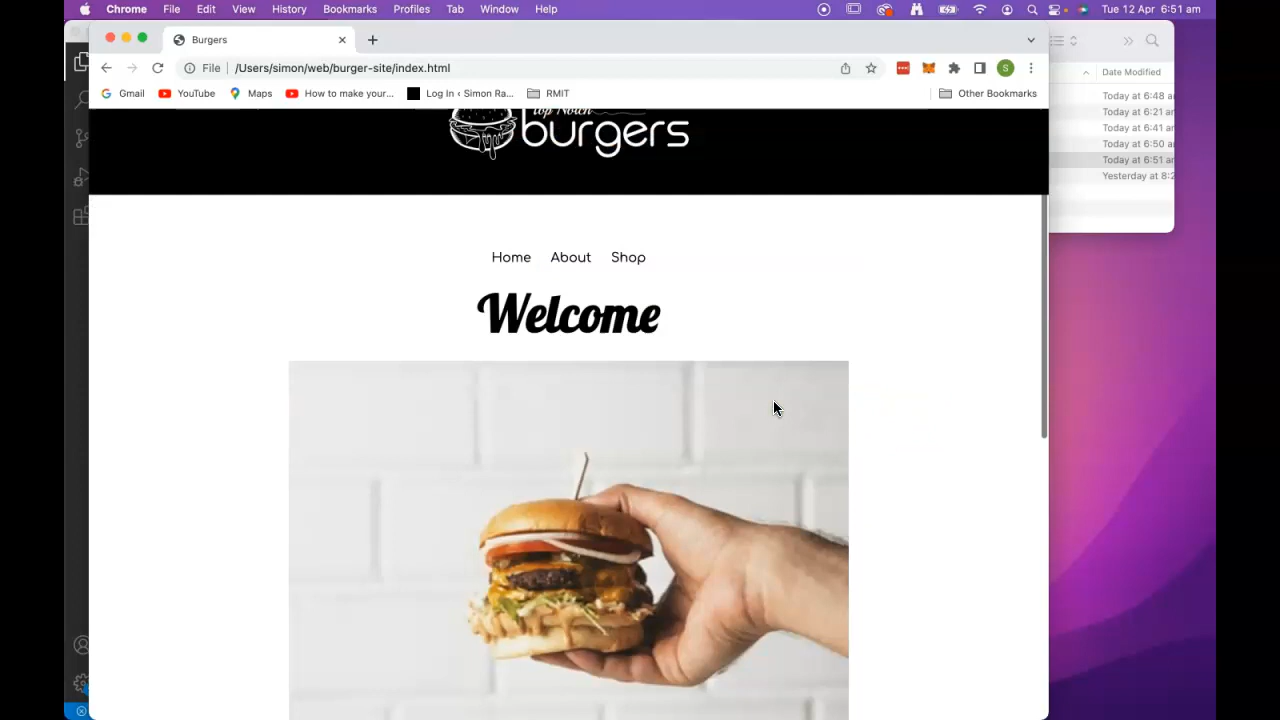 Chrome File Edit View History Bookmarks Profiles Tab Window Help Tue 12 Apr 6:51 am
Burgers
File /Users/simon/web/burger-site/index.html S
Gmail YouTube Maps How to make your... Log In ‹ Simon Ra... RMIT Other Bookmarks
Date Modified
Today at 6:48 a
Today at 6:21 a
Today at 6:41 a
Today at 6:50 a
Today at 6:51 a
Yesterday at 8:2
Top Notch
burgers
Home About Shop
Welcome